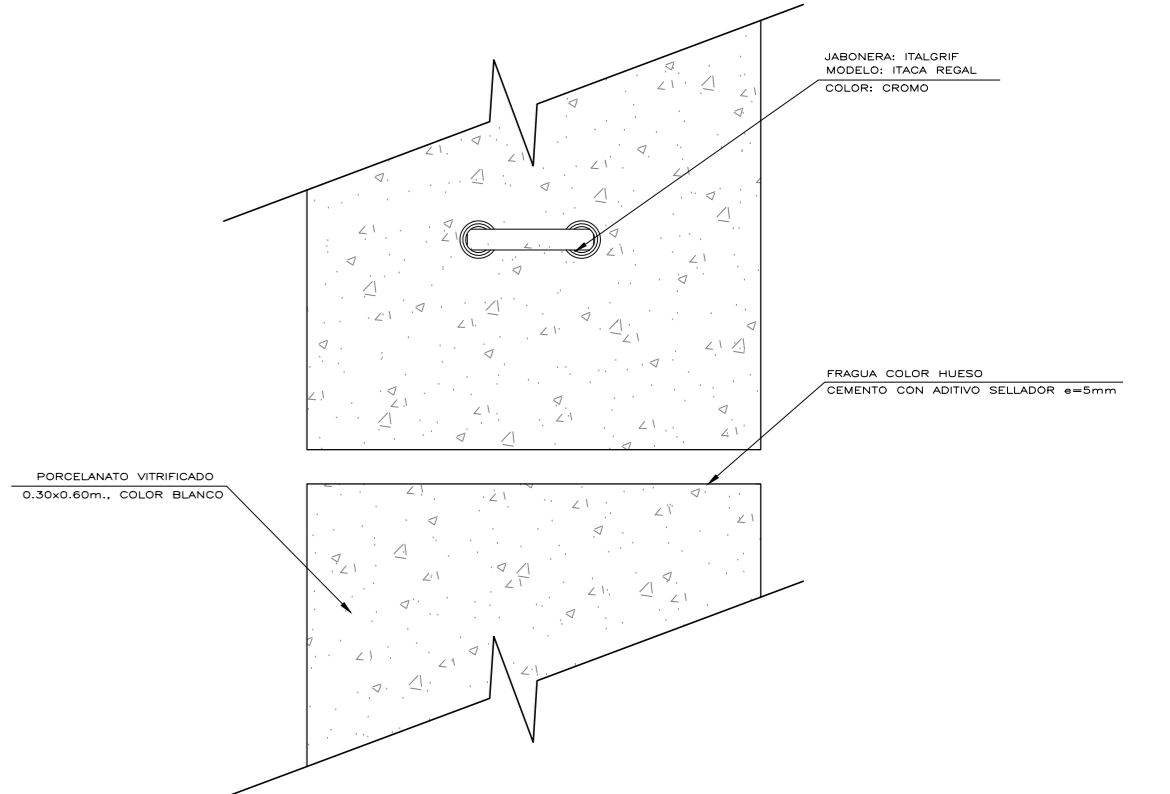 JABONERA: ITALGRIF
MODELO: ITACA REGAL
COLOR: CROMO
FRAGUA COLOR HUESO
CEMENTO CON ADITIVO SELLADOR e=5mm
PORCELANATO VITRIFICADO
0.30x0.60m., COLOR BLANCO